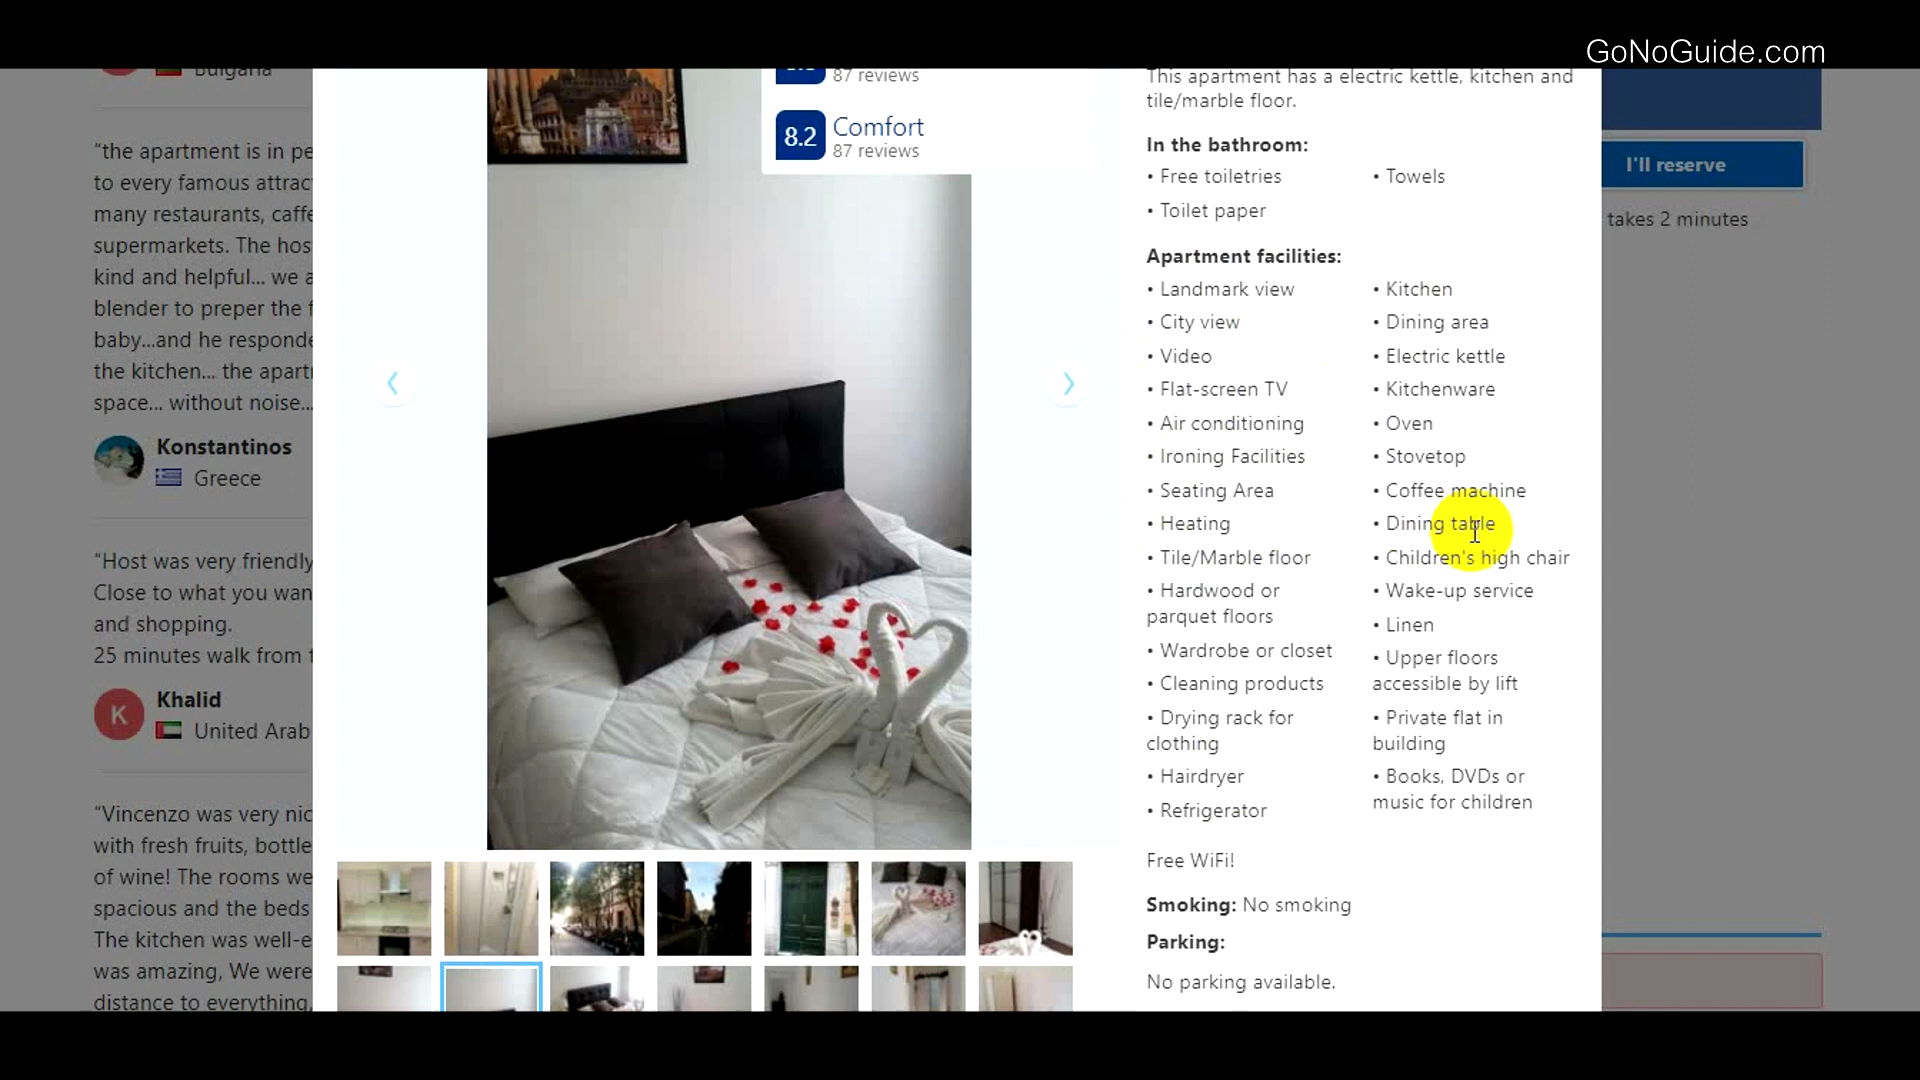 GoNoGuide.com
Bulgaria
"the apartment is in pe
to every famous attrac
many restaurants, caffe
supermarkets. The hos
kind and helpful... we a
blender to preper the f
baby...and he responde
the kitchen... the apart
space... without noise...
Konstantinos
Greece
"Host was very friendly
Close to what you wan
and shopping.
25 minutes walk from t
K
Khalid
United Arab
"Vincenzo was very nic
with fresh fruits, bottle
of wine! The rooms we
spacious and the beds
The kitchen was well-e
was amazing, We were
distance to everything,
87 reviews
8.2
Comfort
87 reviews
This apartment has a electric kettle, kitchen and
tile/marble floor.
In the bathroom:
• Free toiletries
• Toilet paper
• Towels
Apartment facilities:
• Landmark view
• City view
• Video
• Flat-screen TV
• Air conditioning
• Ironing Facilities
• Seating Area
• Heating
• Tile/Marble floor
• Hardwood or
parquet floors
• Wardrobe or closet
• Cleaning products
• Drying rack for
clothing
• Hairdryer
• Refrigerator
• Kitchen
• Dining area
• Electric kettle
• Kitchenware
• Oven
• Stovetop
• Coffee machine
• Dining table
• Children's high chair
• Wake-up service
• Linen
• Upper floors
accessible by lift
• Private flat in
building
• Books, DVDs or
music for children
Free WiFi!
Smoking: No smoking
Parking:
No parking available.
I'll reserve
takes 2 minutes